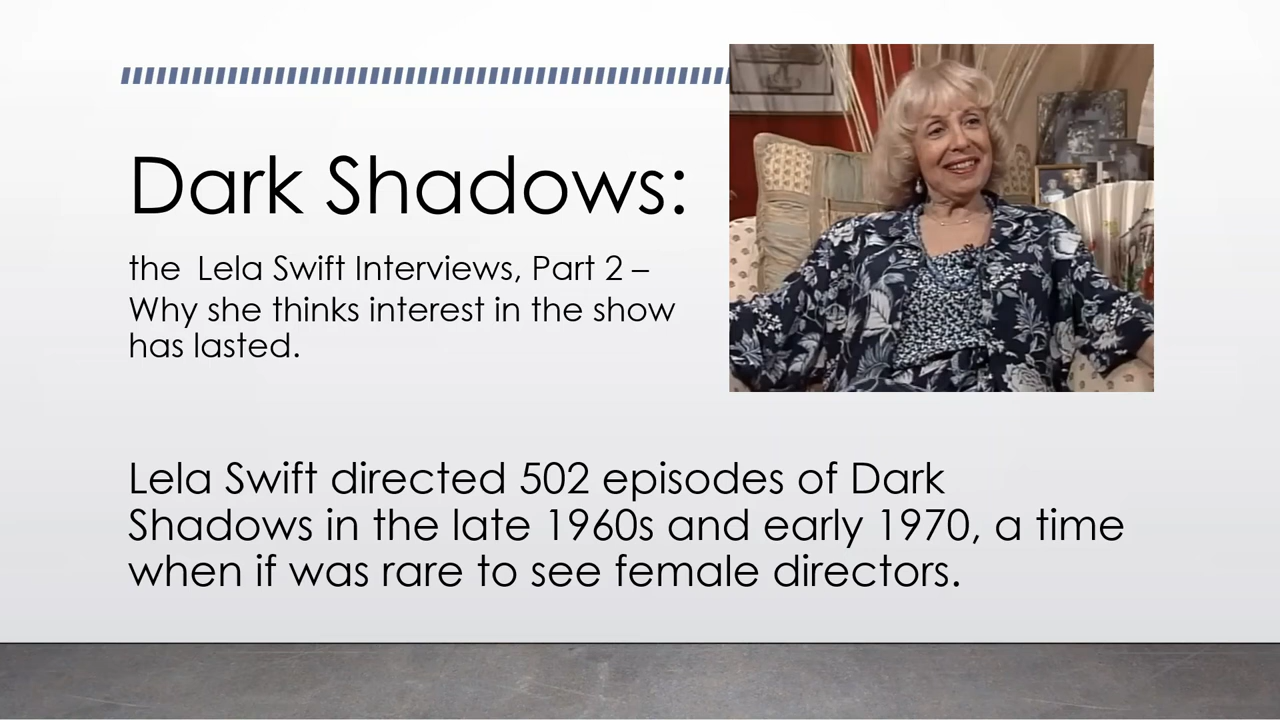 Dark Shadows:
the Lela Swift Interviews, Part 2 –
Why she thinks interest in the show
has lasted.
Lela Swift directed 502 episodes of Dark
Shadows in the late 1960s and early 1970, a time
when if was rare to see female directors.